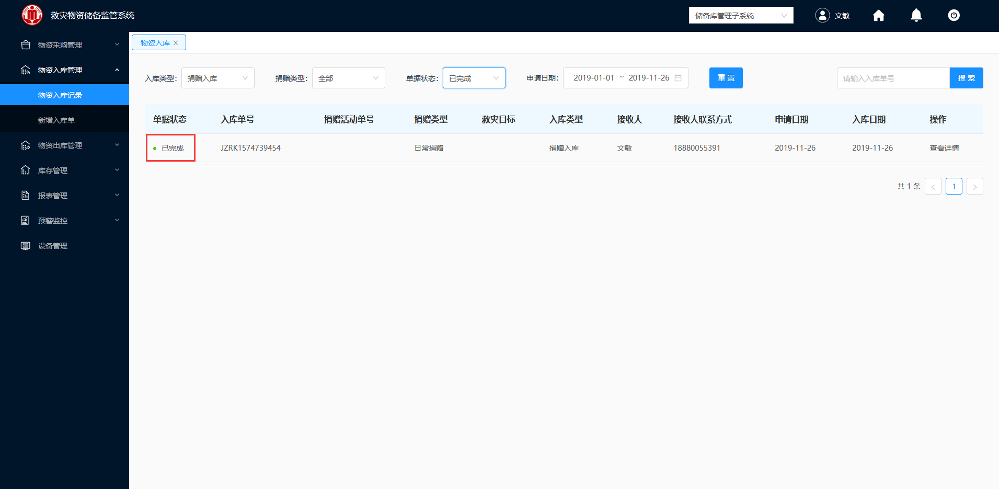 救灾物资储备监管系统
储备库管理子系统
文敏
物资采购管理
物资入库管理
物资入库记录
新增入库单
物资出库管理
库存管理
报表管理
预警监控
设备管理
物资入库
入库类型: 捐赠入库 捐赠类型: 全部 单据状态: 已完成 申请日期: 2019-01-01 ~ 2019-11-26 重 置 请输入入库单号 搜 索
单据状态 入库单号 捐赠活动单号 捐赠类型 救灾目标 入库类型 接收人 接收人联系方式 申请日期 入库日期 操作
已完成 JZRK1574739454 日常捐赠 捐赠入库 文敏 18880055391 2019-11-26 2019-11-26 查看详情
共 1 条 < 1 >